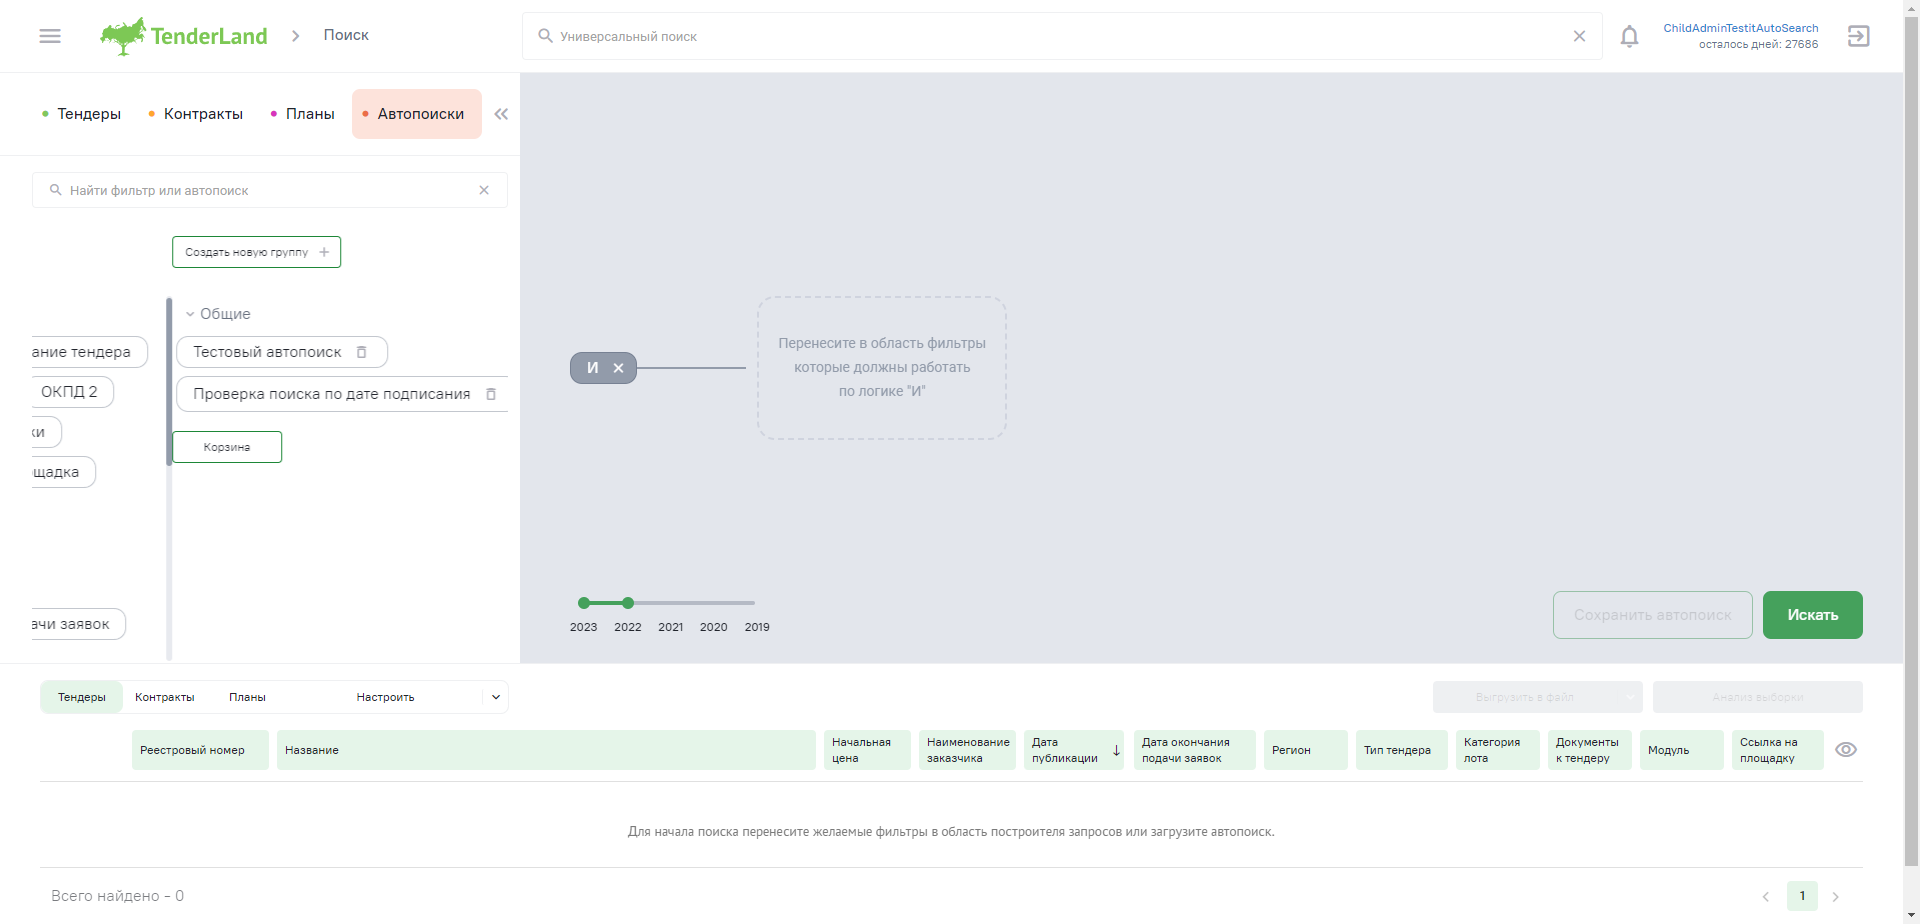 TenderLand
Поиск
Универсальный поиск
ChildAdminTestitAutoSearch
осталось дней: 27686
Тендеры
Контракты
Планы
Автопоиски
Найти фильтр или автопоиск
Создать новую группу
Общие
ание тендера
Тестовый автопоиск
ОКПД 2
Проверка поиска по дате подписания
ки
Корзина
щадка
ачи заявок
И
Перенесите в область фильтры
которые должны работать
по логике "И"
2023 2022 2021 2020 2019
Сохранить автопоиск
Искать
Тендеры
Контракты
Планы
Настроить
Выгрузить в файл
Анализ выборки
Реестровый номер
Название
Начальная
цена
Наименование
заказчика
Дата
публикации
Дата окончания
подачи заявок
Регион
Тип тендера
Категория
лота
Документы
к тендеру
Модуль
Ссылка на
площадку
Для начала поиска перенесите желаемые фильтры в область построителя запросов или загрузите автопоиск.
Всего найдено - 0
1